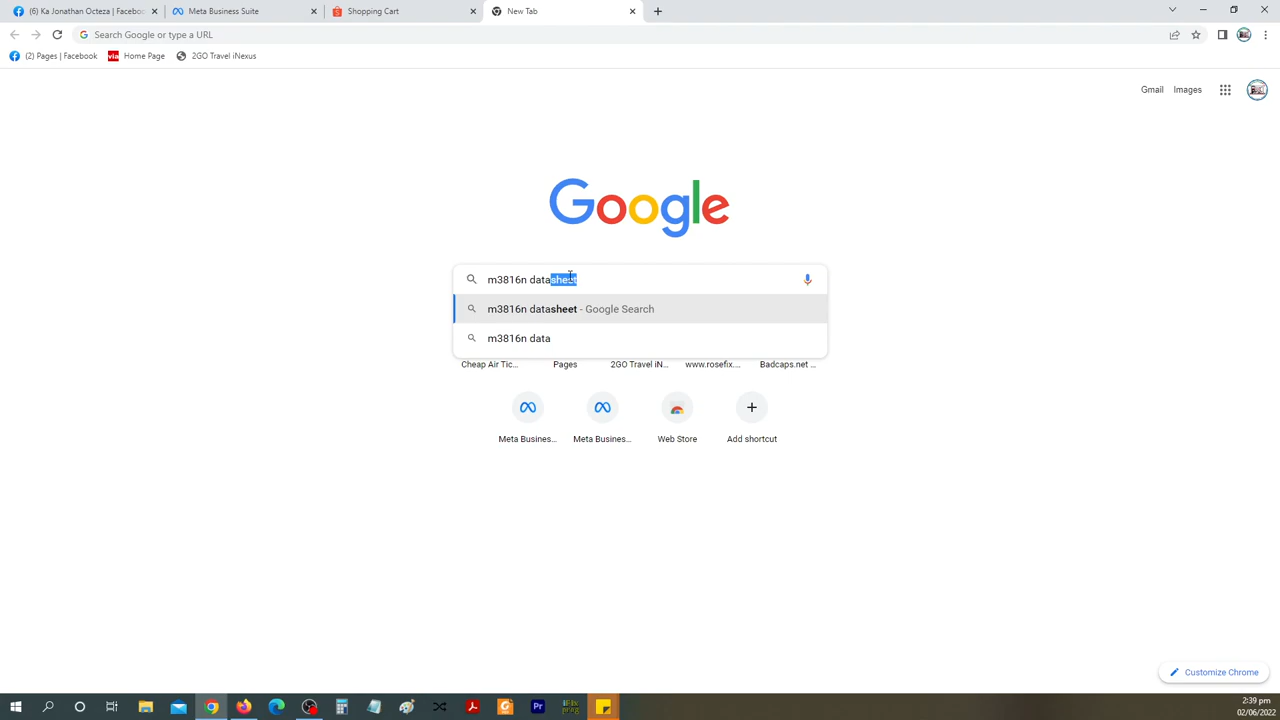 (6) Ka Jonathan Octeza | Faceboo
Meta Business Suite
Shopping Cart
New Tab
Search Google or type a URL
(2) Pages | Facebook
via
Home Page
2GO Travel iNexus
Gmail
Images
Google
m3816n datasheet
m3816n datasheet - Google Search
m3816n data
Cheap Air Tic...
Pages
2GO Travel iN...
www.rosefix....
Badcaps.net ...
Meta Busines...
Meta Busines...
Web Store
Add shortcut
Customize Chrome
Pr
2:39 pm
02/06/2022